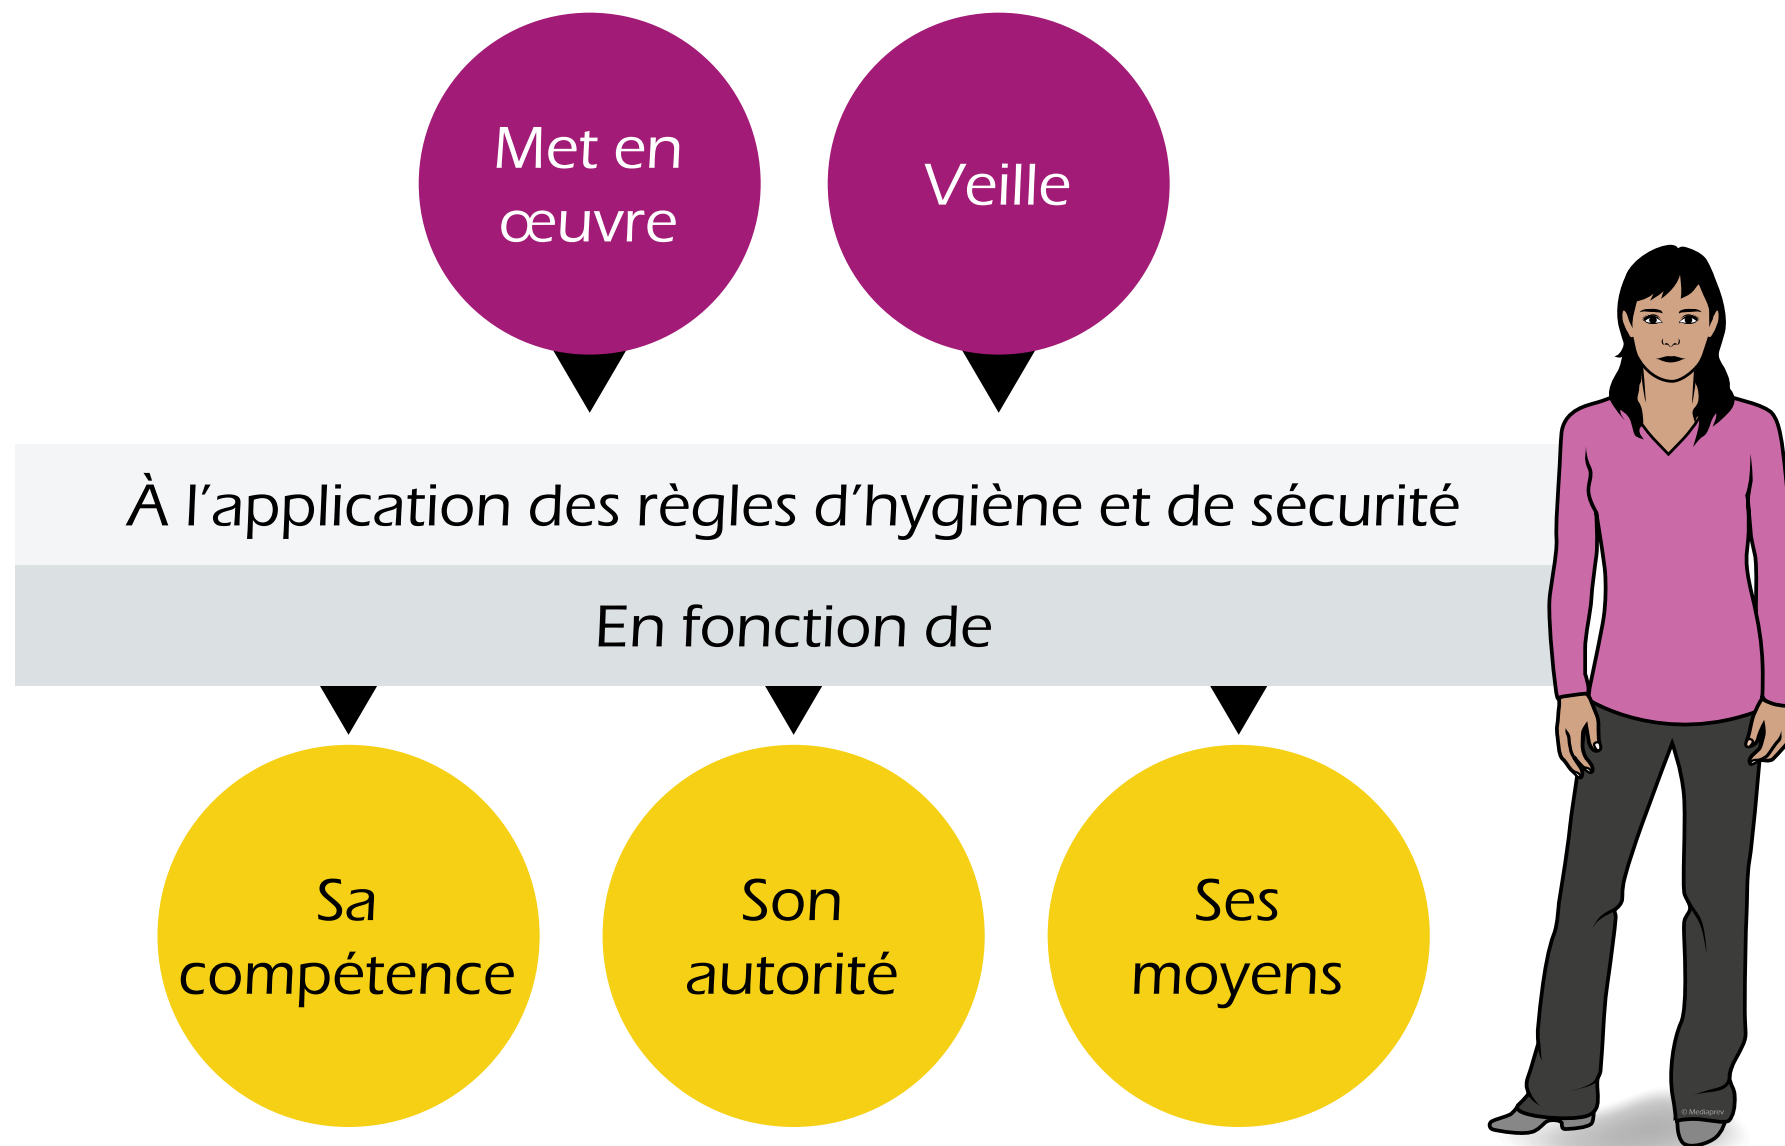 Met en
œuvre
Veille
À l'application des règles d'hygiène et de sécurité
En fonction de
Sa
compétence
Son
autorité
Ses
moyens
© Mediaprev